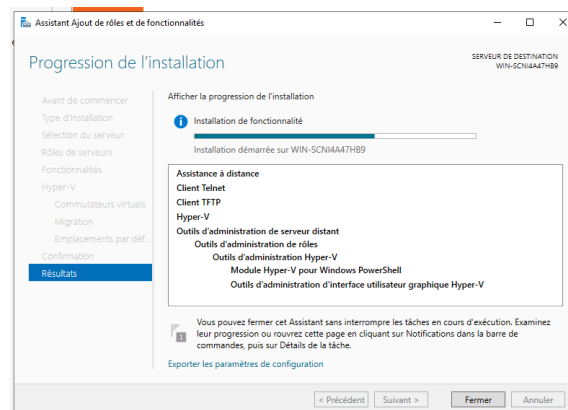 Assistant Ajout de rôles et de fonctionnalités
Progression de l'installation
SERVEUR DE DESTINATION
WIN-SCNI4A47HB9
Avant de commencer
Type d'installation
Sélection du serveur
Rôles de serveurs
Fonctionnalités
Hyper-V
Commutateurs virtuels
Migration
Emplacements par déf...
Confirmation
Résultats
Afficher la progression de l'installation
Installation de fonctionnalité
Installation démarrée sur WIN-SCNI4A47HB9
Assistance à distance
Client Telnet
Client TFTP
Hyper-V
Outils d'administration de serveur distant
Outils d'administration de rôles
Outils d'administration Hyper-V
Module Hyper-V pour Windows PowerShell
Outils d'administration d'interface utilisateur graphique Hyper-V
1
Vous pouvez fermer cet Assistant sans interrompre les tâches en cours d'exécution. Examinez
leur progression ou rouvrez cette page en cliquant sur Notifications dans la barre de
commandes, puis sur Détails de la tâche.
Exporter les paramètres de configuration
< Précédent
Suivant >
Fermer
Annuler